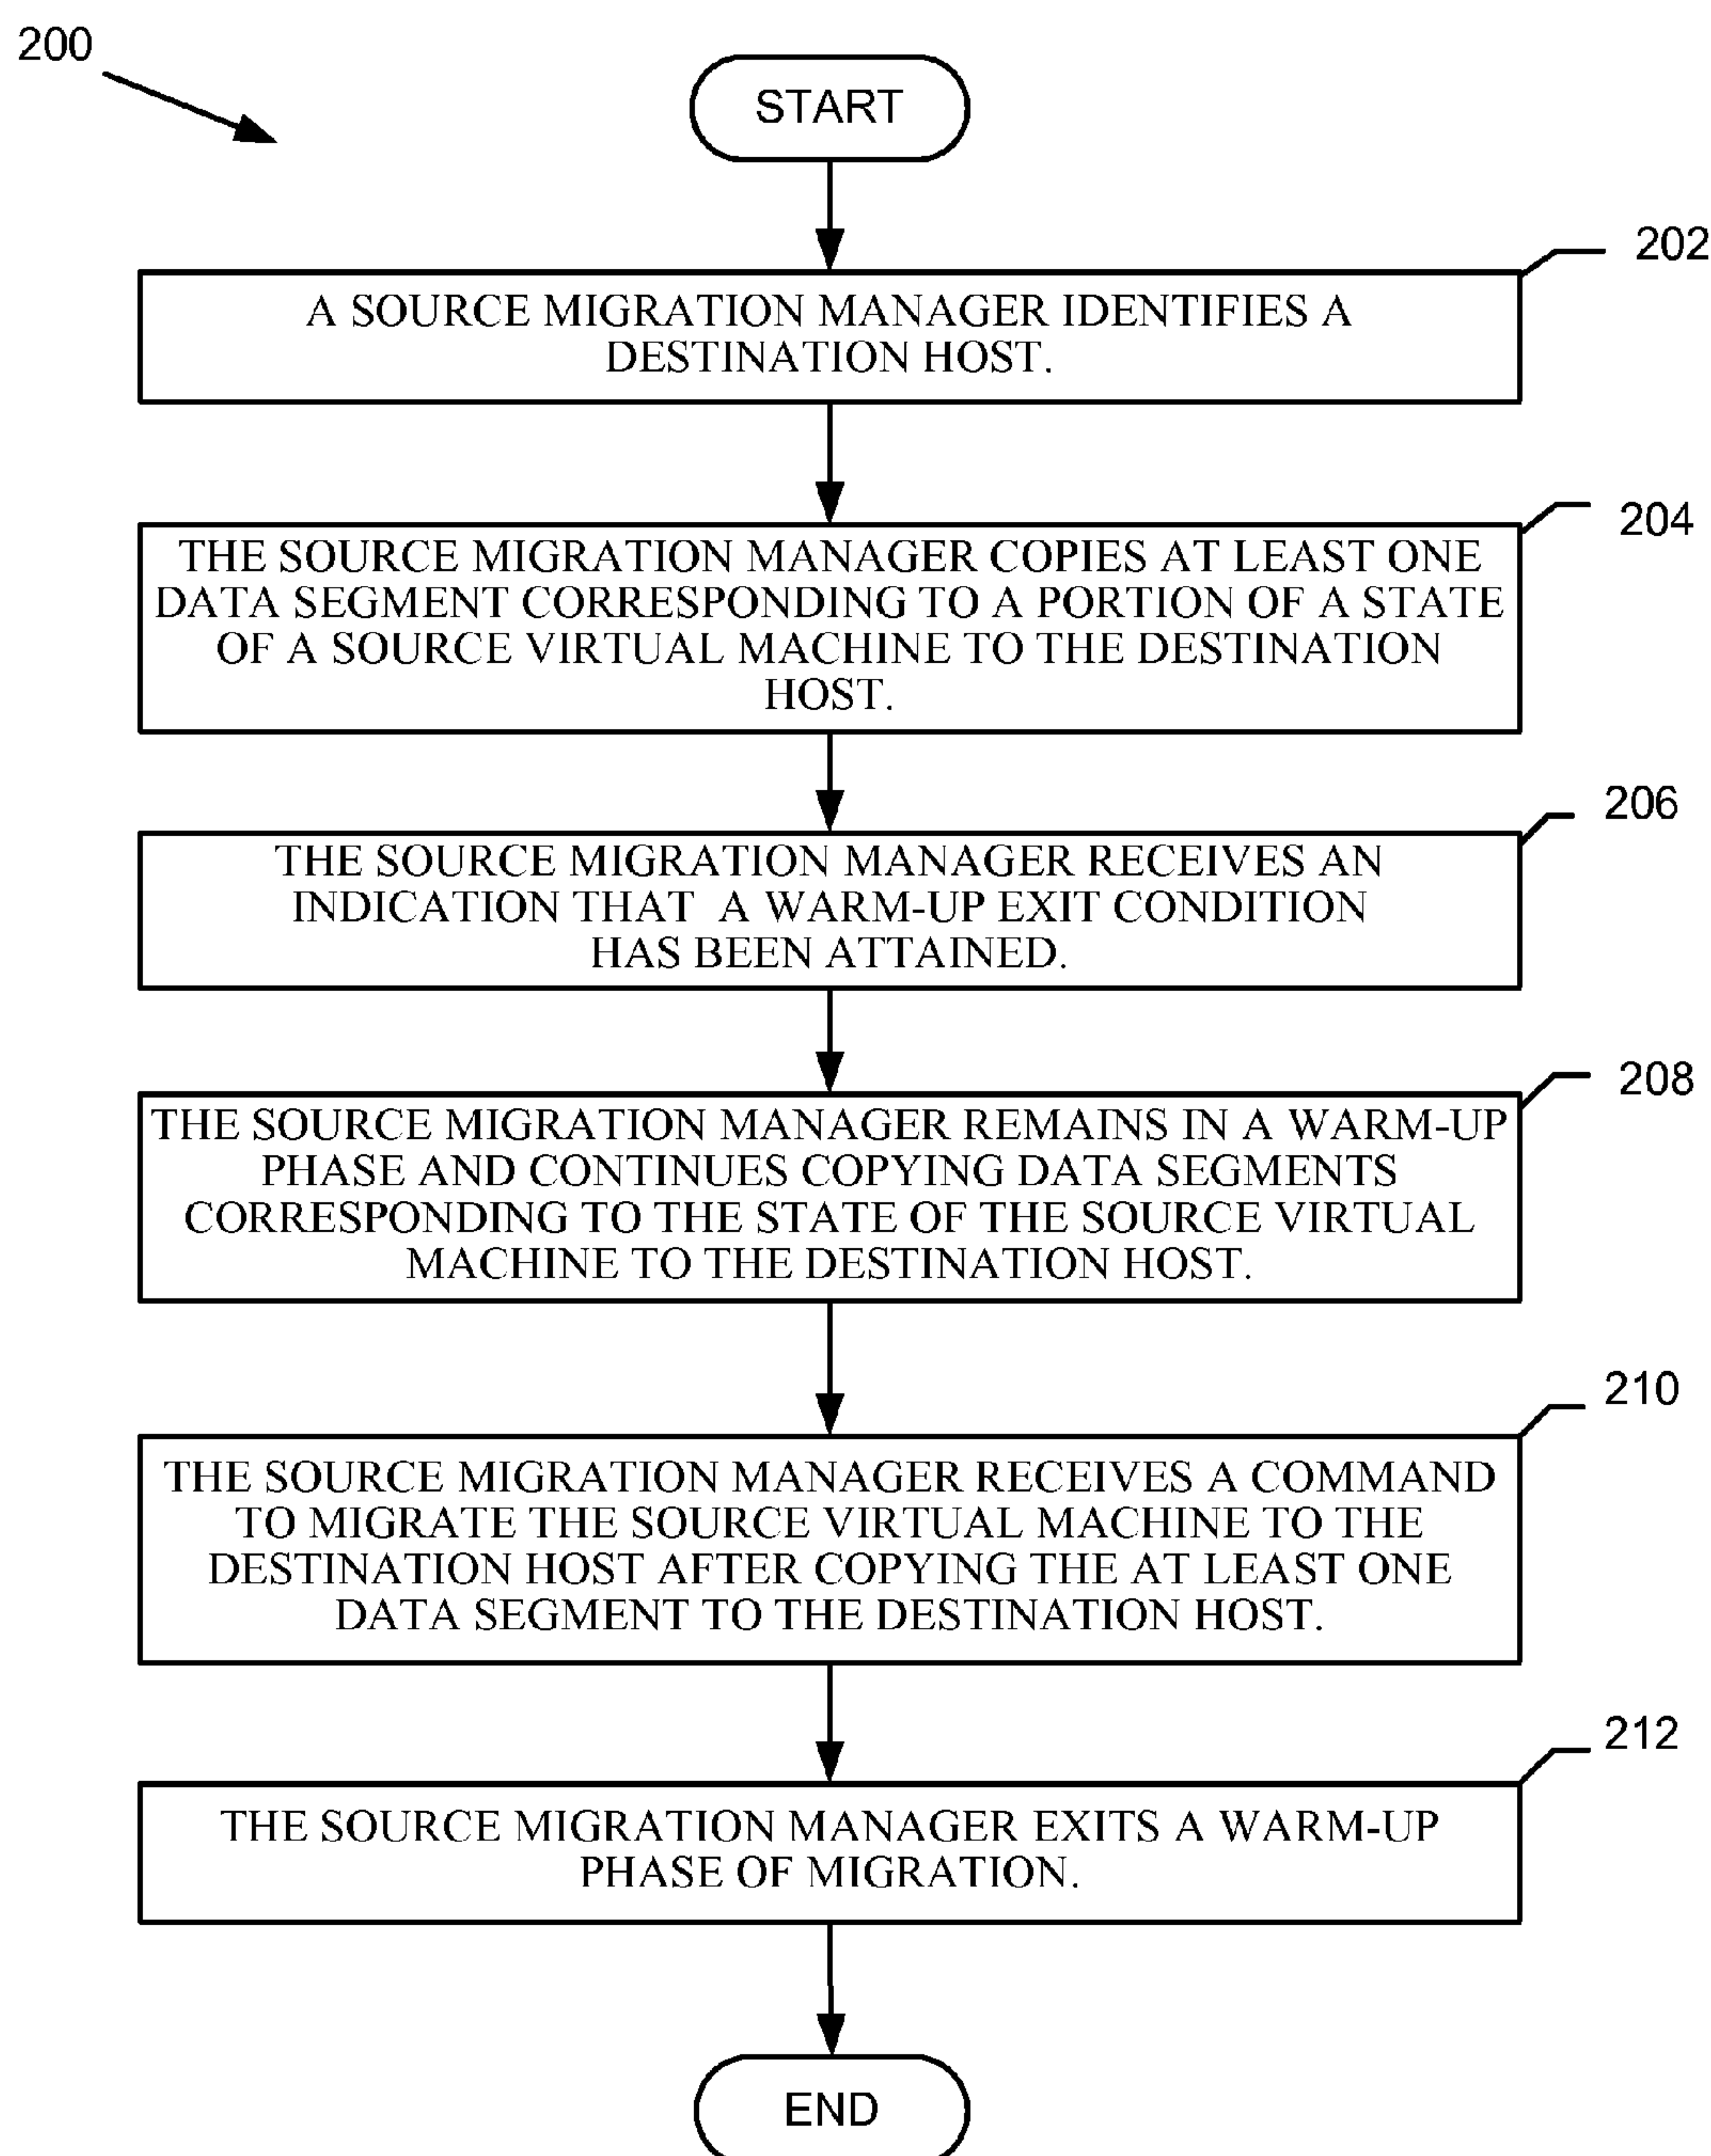 200
START
202
A SOURCE MIGRATION MANAGER IDENTIFIES A
DESTINATION HOST.
204
THE SOURCE MIGRATION MANAGER COPIES AT LEAST ONE
DATA SEGMENT CORRESPONDING TO A PORTION OF A STATE
OF A SOURCE VIRTUAL MACHINE TO THE DESTINATION
HOST.
206
THE SOURCE MIGRATION MANAGER RECEIVES AN
INDICATION THAT A WARM-UP EXIT CONDITION
HAS BEEN ATTAINED.
208
THE SOURCE MIGRATION MANAGER REMAINS IN A WARM-UP
PHASE AND CONTINUES COPYING DATA SEGMENTS
CORRESPONDING TO THE STATE OF THE SOURCE VIRTUAL
MACHINE TO THE DESTINATION HOST.
210
THE SOURCE MIGRATION MANAGER RECEIVES A COMMAND
TO MIGRATE THE SOURCE VIRTUAL MACHINE TO THE
DESTINATION HOST AFTER COPYING THE AT LEAST ONE
DATA SEGMENT TO THE DESTINATION HOST.
212
THE SOURCE MIGRATION MANAGER EXITS A WARM-UP
PHASE OF MIGRATION.
END